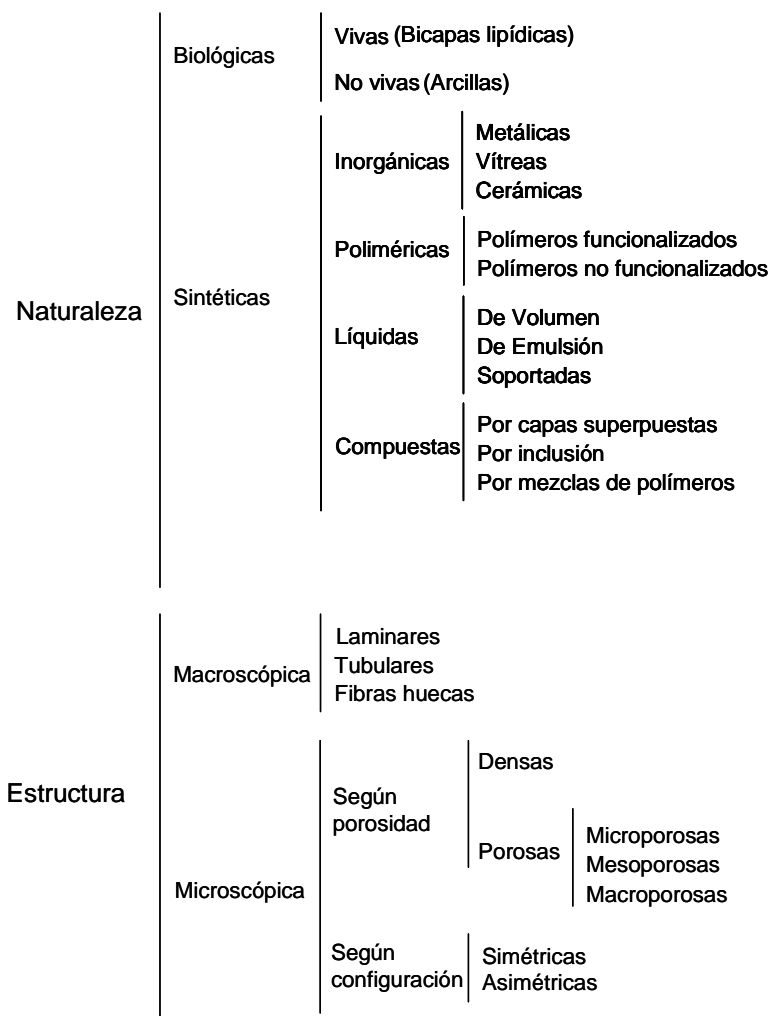 Naturaleza
Biológicas
Vivas (Bicapas lipídicas)
No vivas (Arcillas)
Sintéticas
Inorgánicas
Metálicas
Vítreas
Cerámicas
Poliméricas
Polímeros funcionalizados
Polímeros no funcionalizados
Líquidas
De Volumen
De Emulsión
Soportadas
Compuestas
Por capas superpuestas
Por inclusión
Por mezclas de polímeros
Estructura
Macroscópica
Laminares
Tubulares
Fibras huecas
Microscópica
Según
porosidad
Densas
Porosas
Microporosas
Mesoporosas
Macroporosas
Según
configuración
Simétricas
Asimétricas